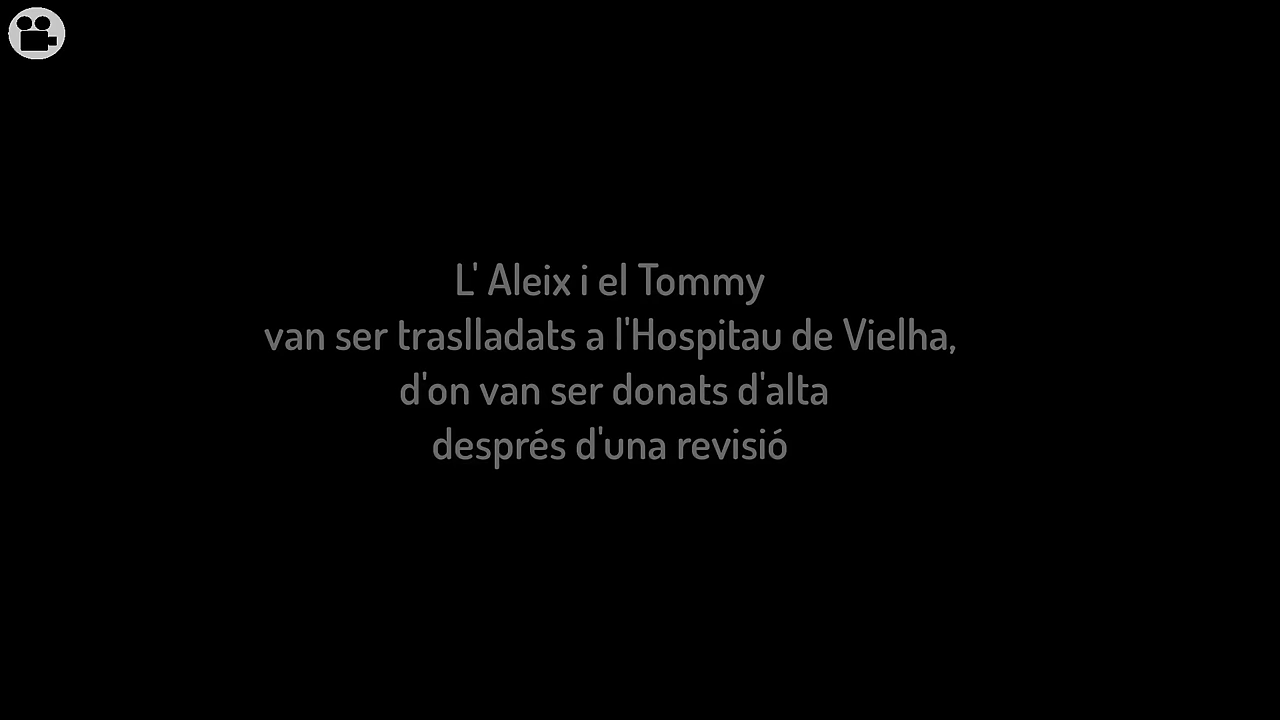 L' Aleix i el Tommy
van ser traslladats a l'Hospitau de Vielha,
d'on van ser donats d'alta
després d'una revisió